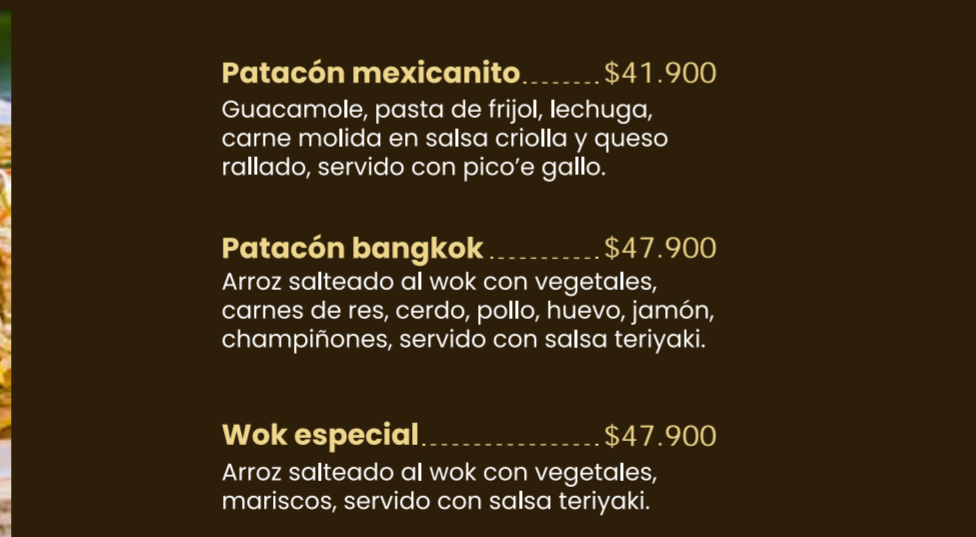 Patacón mexicanito........$41.900
Guacamole, pasta de frijol, lechuga,
carne molida en salsa criolla y queso
rallado, servido con pico’e gallo.
Patacón bangkok..........$47.900
Arroz salteado al wok con vegetales,
carnes de res, cerdo, pollo, huevo, jamón,
champiñones, servido con salsa teriyaki.
Wok especial.................$47.900
Arroz salteado al wok con vegetales,
mariscos, servido con salsa teriyaki.